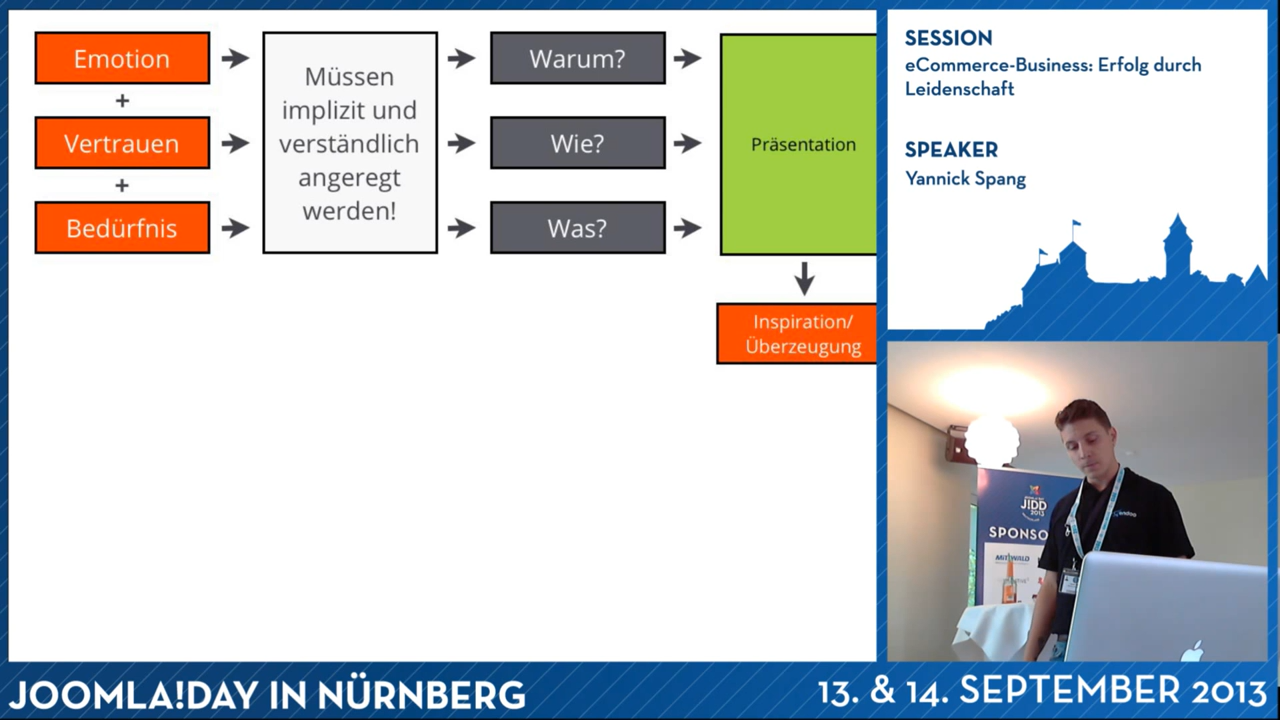 Emotion
+
Vertrauen
+
Bedürfnis
Müssen
implizit und
verständlich
angeregt
werden!
Warum?
Wie?
Was?
Präsentation
Inspiration/
Überzeugung
SESSION
eCommerce-Business: Erfolg durch
Leidenschaft
SPEAKER
Yannick Spang
J!DD
2013
SPONSO
MITTWALD
JOOMLA!DAY IN NÜRNBERG
13. & 14. SEPTEMBER 2013